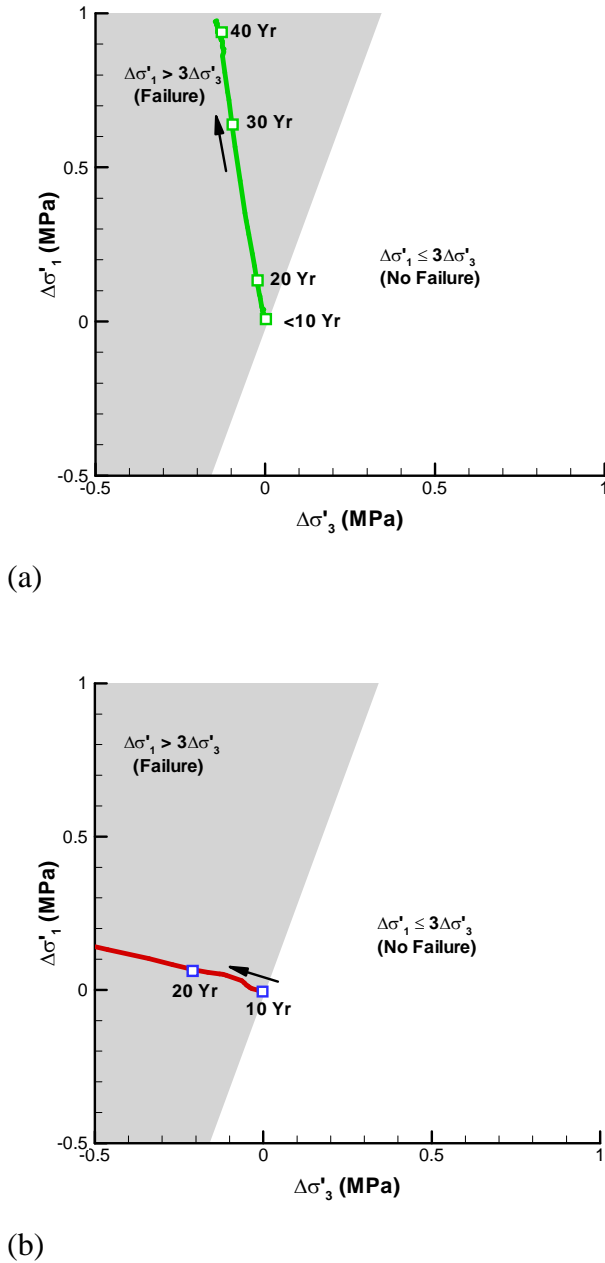 1
40 Yr
Δσ'₁ > 3Δσ'₃
(Failure)
30 Yr
0.5
Δσ'₁ (MPa)
Δσ'₁ ≤ 3Δσ'₃
(No Failure)
20 Yr
0
<10 Yr
-0.5
-0.5 0 0.5 1
Δσ'₃ (MPa)
(a)
1
Δσ'₁ > 3Δσ'₃
(Failure)
0.5
Δσ'₁ (MPa)
Δσ'₁ ≤ 3Δσ'₃
(No Failure)
0
20 Yr
10 Yr
-0.5
-0.5 0 0.5 1
Δσ'₃ (MPa)
(b)